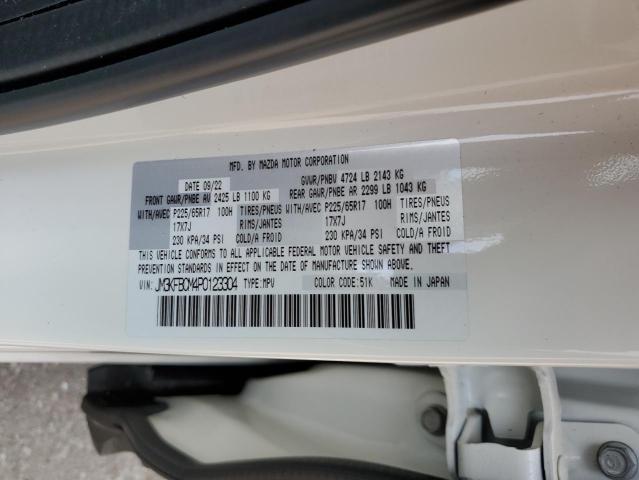 MFD. BY MAZDA MOTOR CORPORATION
DATE 09/22 GVWR/PNBV 4724 LB 2143 KG
FRONT GAWR/PNBE AV 2425 LB 1100 KG REAR GAWR/PNBE AR 2299 LB 1043 KG
WITH/AVEC P225/65R17 100H TIRES/PNEUS WITH/AVEC P225/65R17 100H TIRES/PNEUS
17X7J RIMS/JANTES 17X7J RIMS/JANTES
230 KPA/34 PSI COLD/A FROID 230 KPA/34 PSI COLD/A FROID
THIS VEHICLE CONFORMS TO ALL APPLICABLE FEDERAL MOTOR VEHICLE SAFETY AND THEFT
PREVENTION STANDARDS IN EFFECT ON THE DATE OF MANUFACTURE SHOWN ABOVE.
VIN: JM3KFBCM4P0123304 TYPE:MPV COLOR CODE:51K MADE IN JAPAN